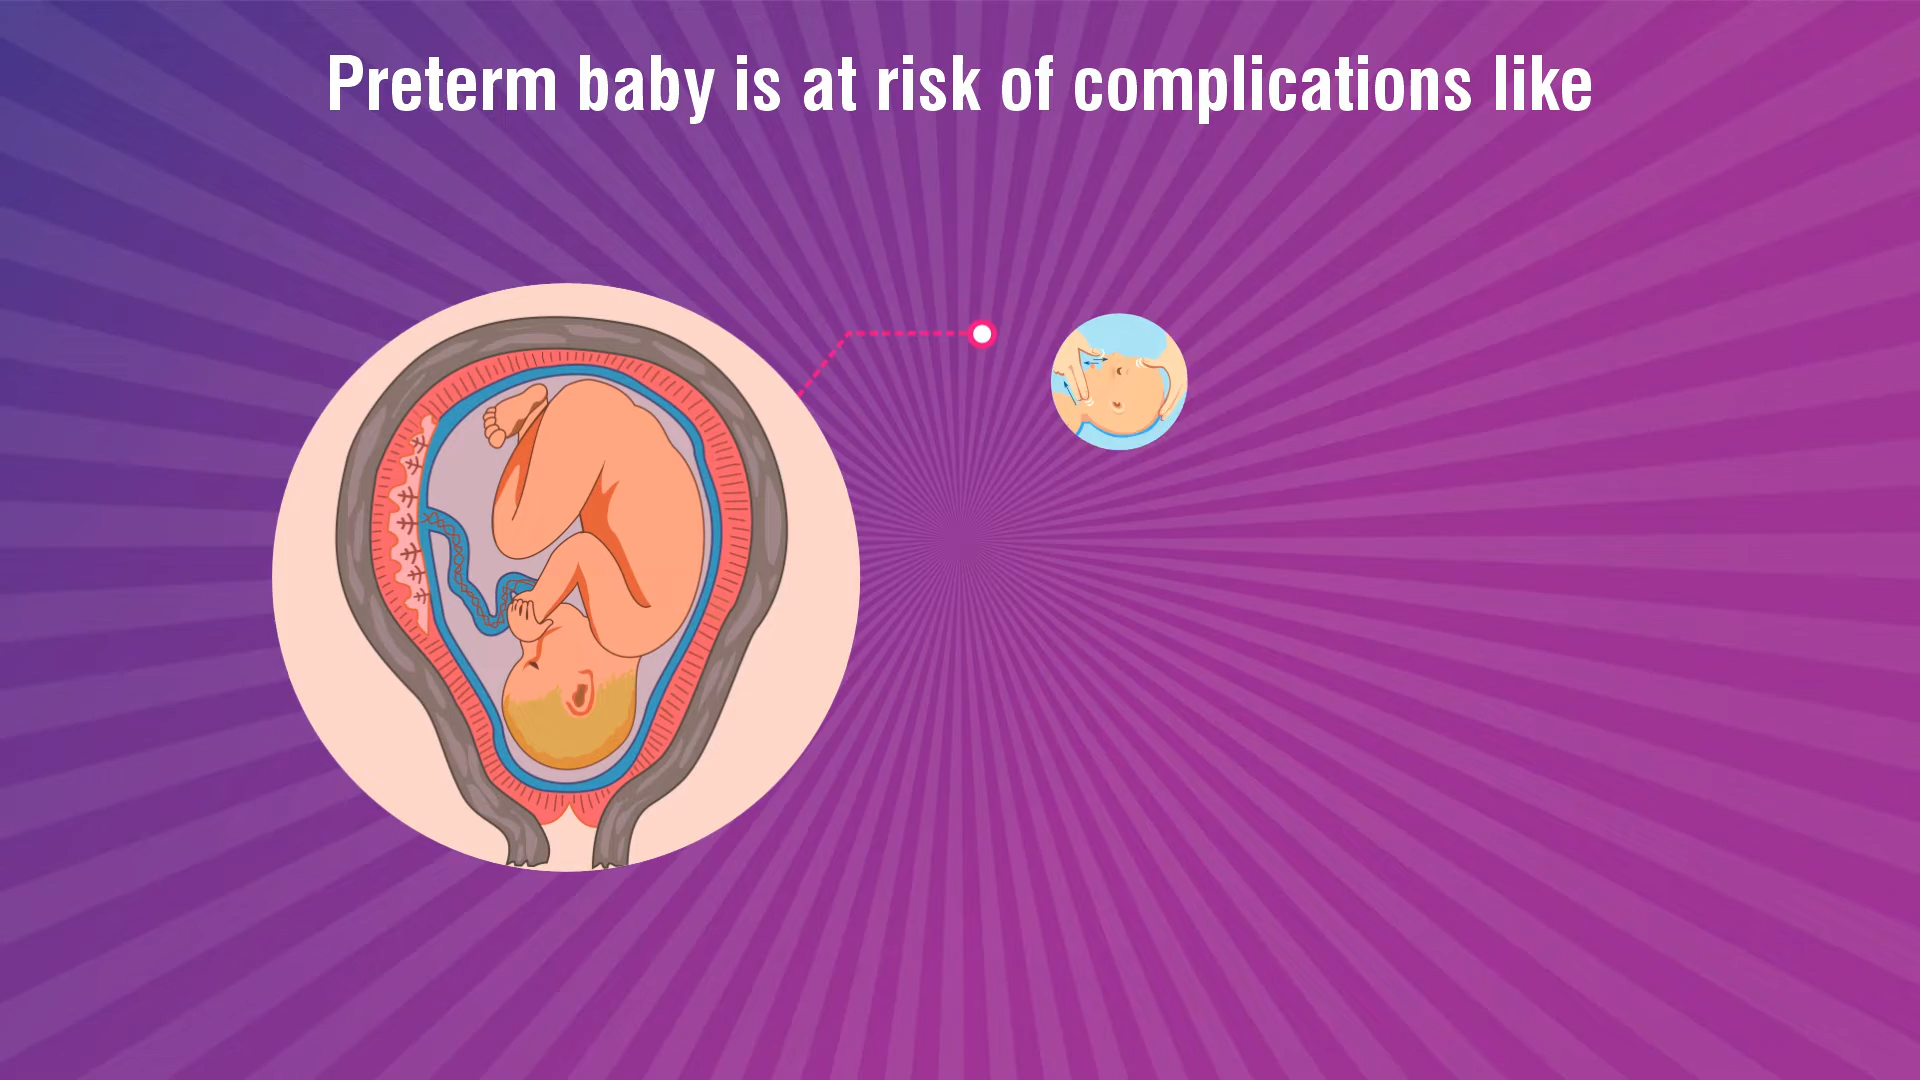 Preterm baby is at risk of complications like